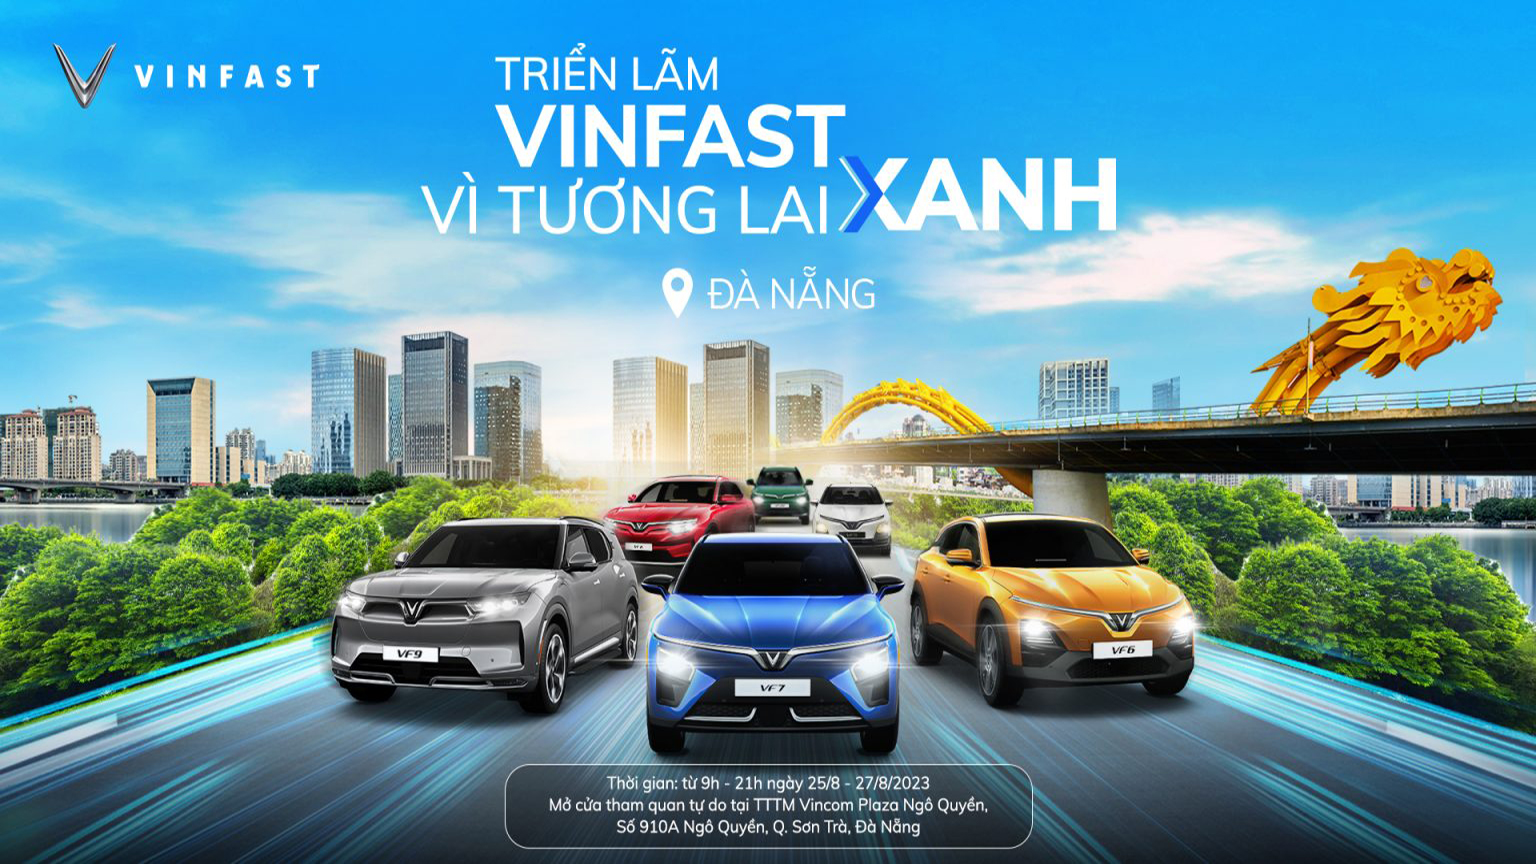 VINFAST
TRIỂN LÃM
VINFAST
VÌ TƯƠNG LAI XANH
ĐÀ NẴNG
VF9
VF7
VF6
Thời gian: từ 9h - 21h ngày 25/8 - 27/8/2023
Mở cửa tham quan tự do tại TTTM Vincom Plaza Ngô Quyền,
Số 910A Ngô Quyền, Q. Sơn Trà, Đà Nẵng